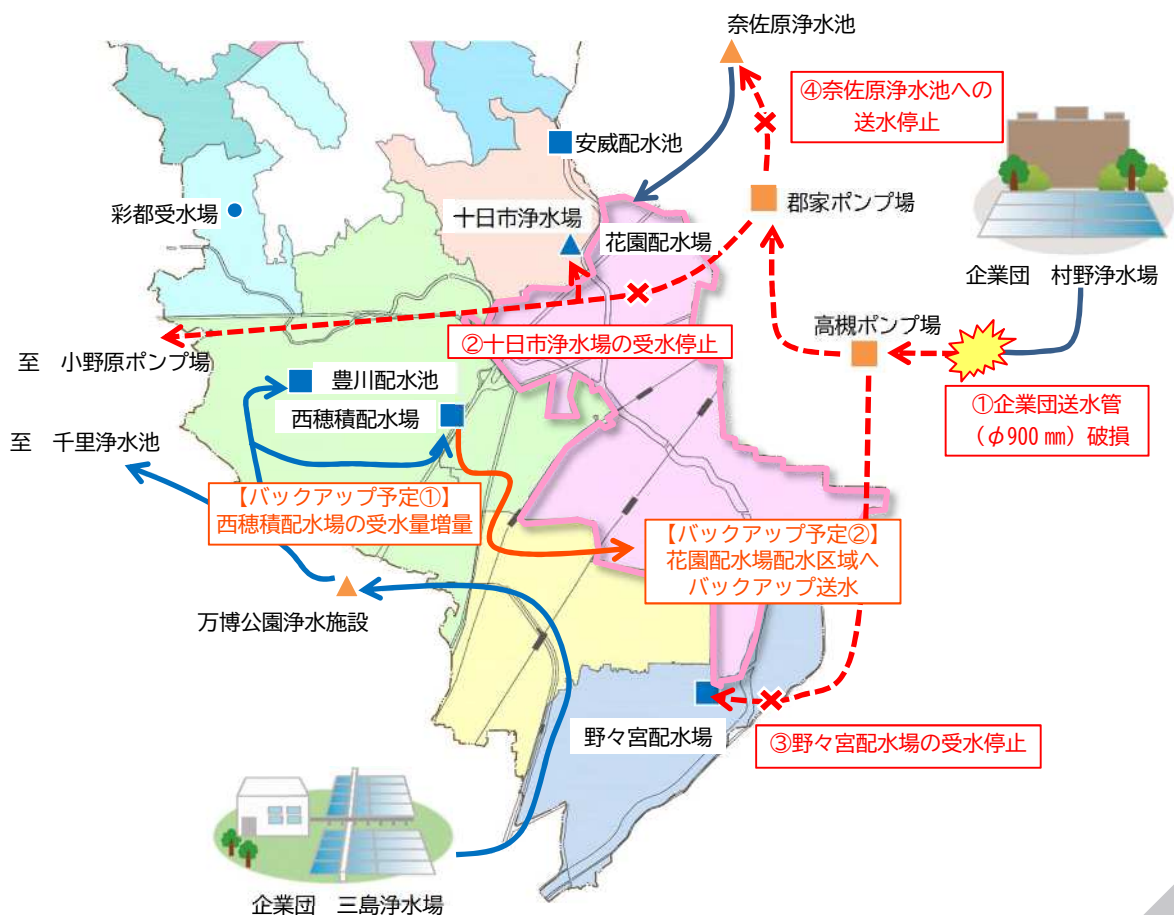 奈佐原浄水池
④奈佐原浄水池への
送水停止
安威配水池
彩都受水場
十日市浄水場
花園配水場
郡家ポンプ場
企業団　村野浄水場
高槻ポンプ場
②十日市浄水場の受水停止
至　小野原ポンプ場
豊川配水池
西穂積配水場
①企業団送水管
（φ900 ㎜）破損
至　千里浄水池
【バックアップ予定①】
西穂積配水場の受水量増量
【バックアップ予定②】
花園配水場配水区域へ
バックアップ送水
万博公園浄水施設
野々宮配水場
③野々宮配水場の受水停止
企業団　三島浄水場